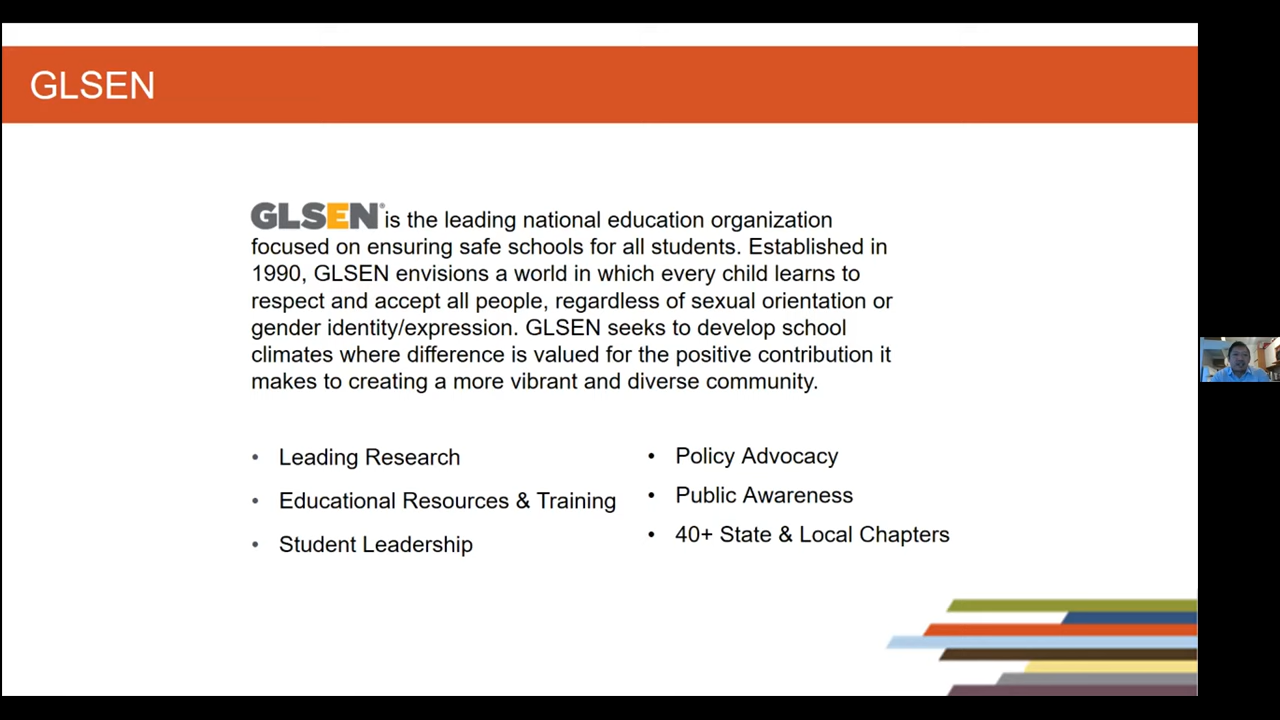 GLSEN
GLSEN® is the leading national education organization
focused on ensuring safe schools for all students. Established in
1990, GLSEN envisions a world in which every child learns to
respect and accept all people, regardless of sexual orientation or
gender identity/expression. GLSEN seeks to develop school
climates where difference is valued for the positive contribution it
makes to creating a more vibrant and diverse community.
• Leading Research
• Educational Resources & Training
• Student Leadership
• Policy Advocacy
• Public Awareness
• 40+ State & Local Chapters